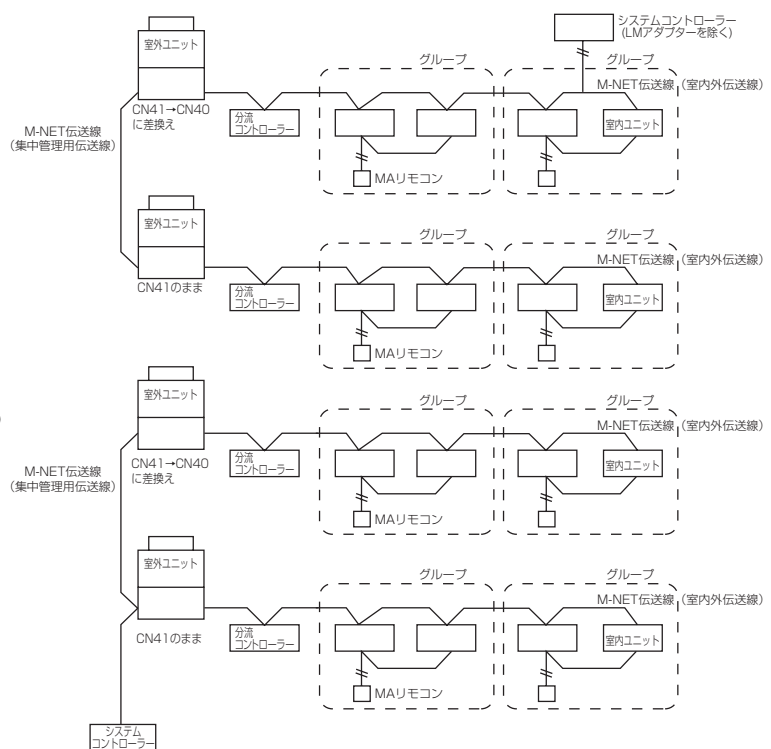 システムコントローラー
(LMアダプターを除く)
室外ユニット
グループ
グループ
M-NET伝送線（室内外伝送線）
CN41→CN40
に差換え
分流
コントローラー
室内ユニット
M-NET伝送線
（集中管理用伝送線）
MAリモコン
室外ユニット
グループ
グループ
M-NET伝送線（室内外伝送線）
CN41のまま
分流
コントローラー
室内ユニット
MAリモコン
室外ユニット
グループ
グループ
M-NET伝送線（室内外伝送線）
CN41→CN40
に差換え
分流
コントローラー
室内ユニット
M-NET伝送線
（集中管理用伝送線）
MAリモコン
室外ユニット
グループ
グループ
M-NET伝送線（室内外伝送線）
CN41のまま
分流
コントローラー
室内ユニット
MAリモコン
システム
コントローラー